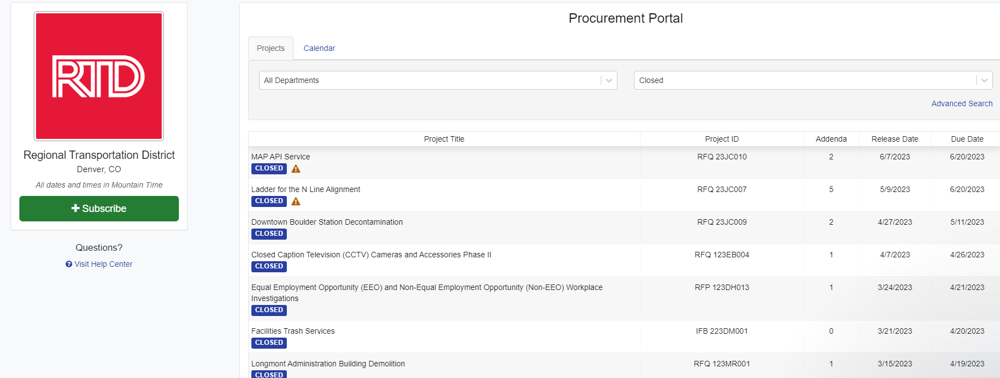 RTD
Regional Transportation District
Denver, CO
All dates and times in Mountain Time
Subscribe
Questions?
Visit Help Center
Procurement Portal
Projects Calendar
All Departments Closed
Advanced Search
Project Title Project ID Addenda Release Date Due Date
MAP API Service RFQ 23JC010 2 6/7/2023 6/20/2023
CLOSED
Ladder for the N Line Alignment RFQ 23JC007 5 5/9/2023 6/20/2023
CLOSED
Downtown Boulder Station Decontamination RFQ 23JC009 2 4/27/2023 5/11/2023
CLOSED
Closed Caption Television (CCTV) Cameras and Accessories Phase II RFQ 123EB004 1 4/7/2023 4/26/2023
CLOSED
Equal Employment Opportunity (EEO) and Non-Equal Employment Opportunity (Non-EEO) Workplace RFP 123DH013 1 3/24/2023 4/21/2023
Investigations
CLOSED
Facilities Trash Services IFB 223DM001 0 3/21/2023 4/20/2023
CLOSED
Longmont Administration Building Demolition RFQ 123MR001 1 3/15/2023 4/19/2023
CLOSED